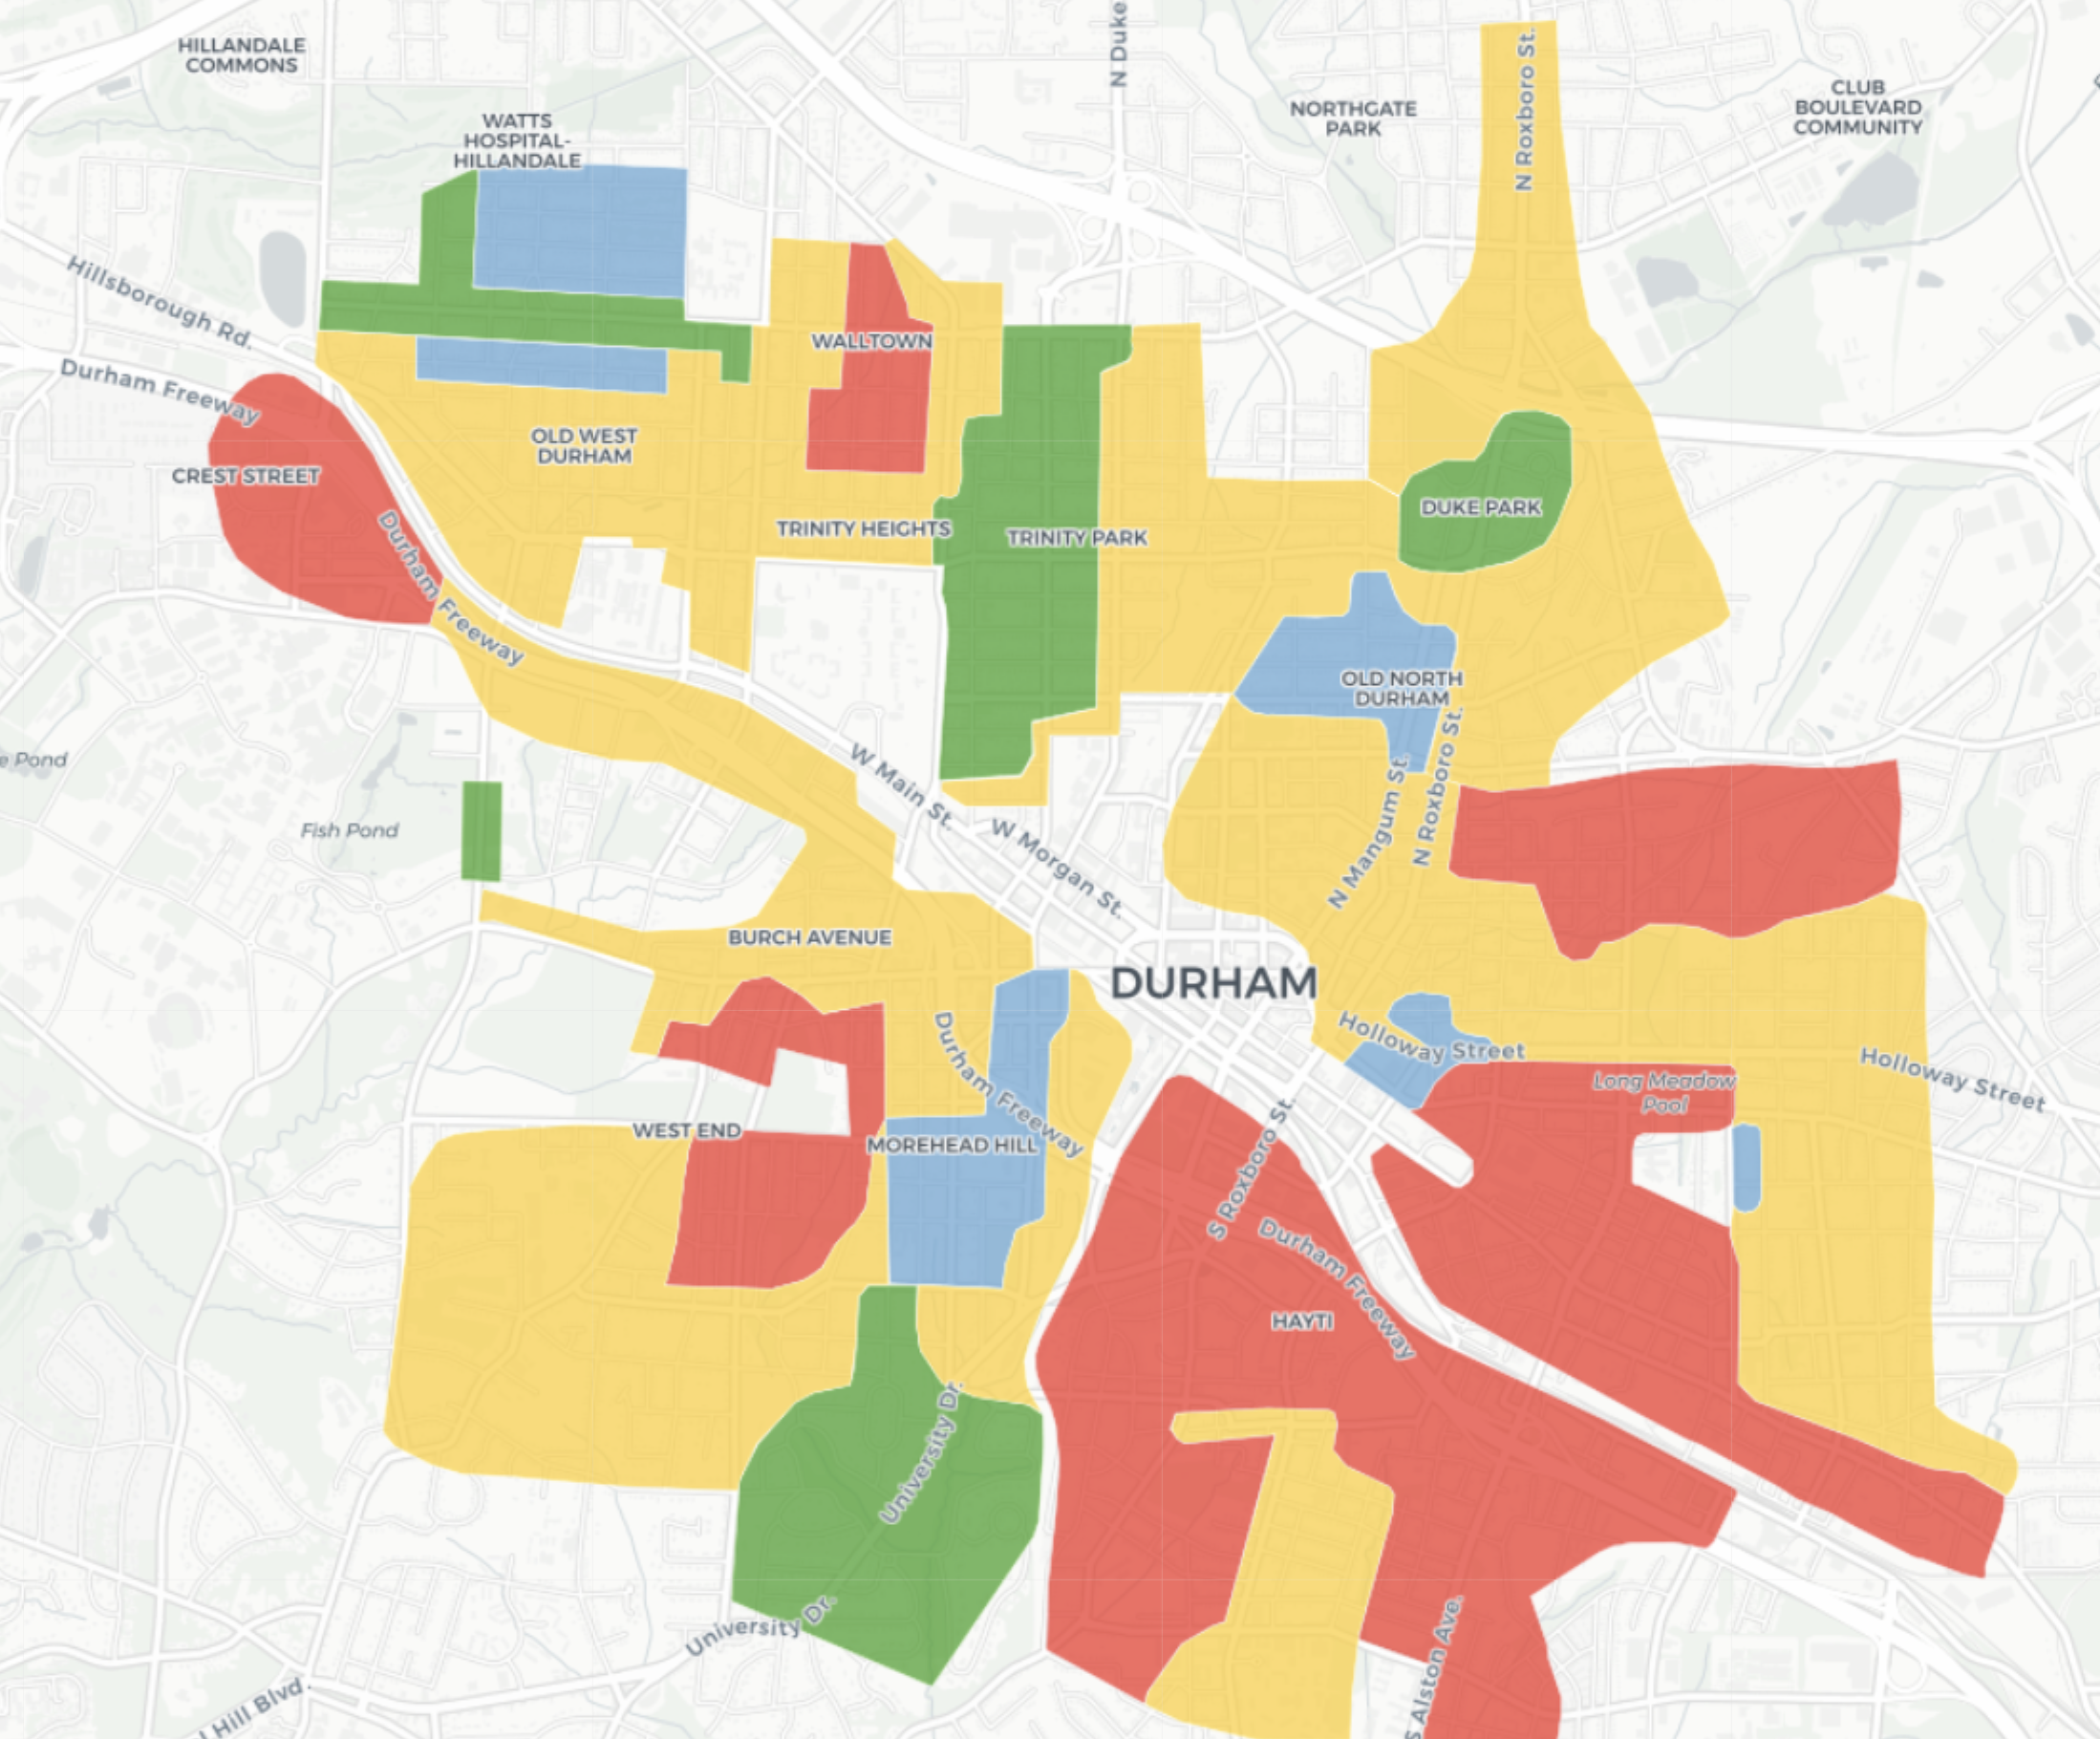 HILLANDALE
COMMONS
N Duke
N Roxboro St.
WATTS
HOSPITAL-
HILLANDALE
NORTHGATE
PARK
CLUB
BOULEVARD
COMMUNITY
Hillsborough Rd.
Durham Freeway
WALLTOWN
OLD WEST
DURHAM
CREST STREET
Durham Freeway
TRINITY HEIGHTS
TRINITY PARK
DUKE PARK
OLD NORTH
DURHAM
e Pond
Fish Pond
W Main St.
W Morgan St.
N Mangum St.
N Roxboro St.
BURCH AVENUE
DURHAM
Durham Freeway
Holloway Street
Holloway Street
Long Meadow
Pool
WEST END
MOREHEAD HILL
S Roxboro St.
Durham Freeway
HAYTI
University Dr.
University Dr.
S Alston Ave.
l Hill Blvd.